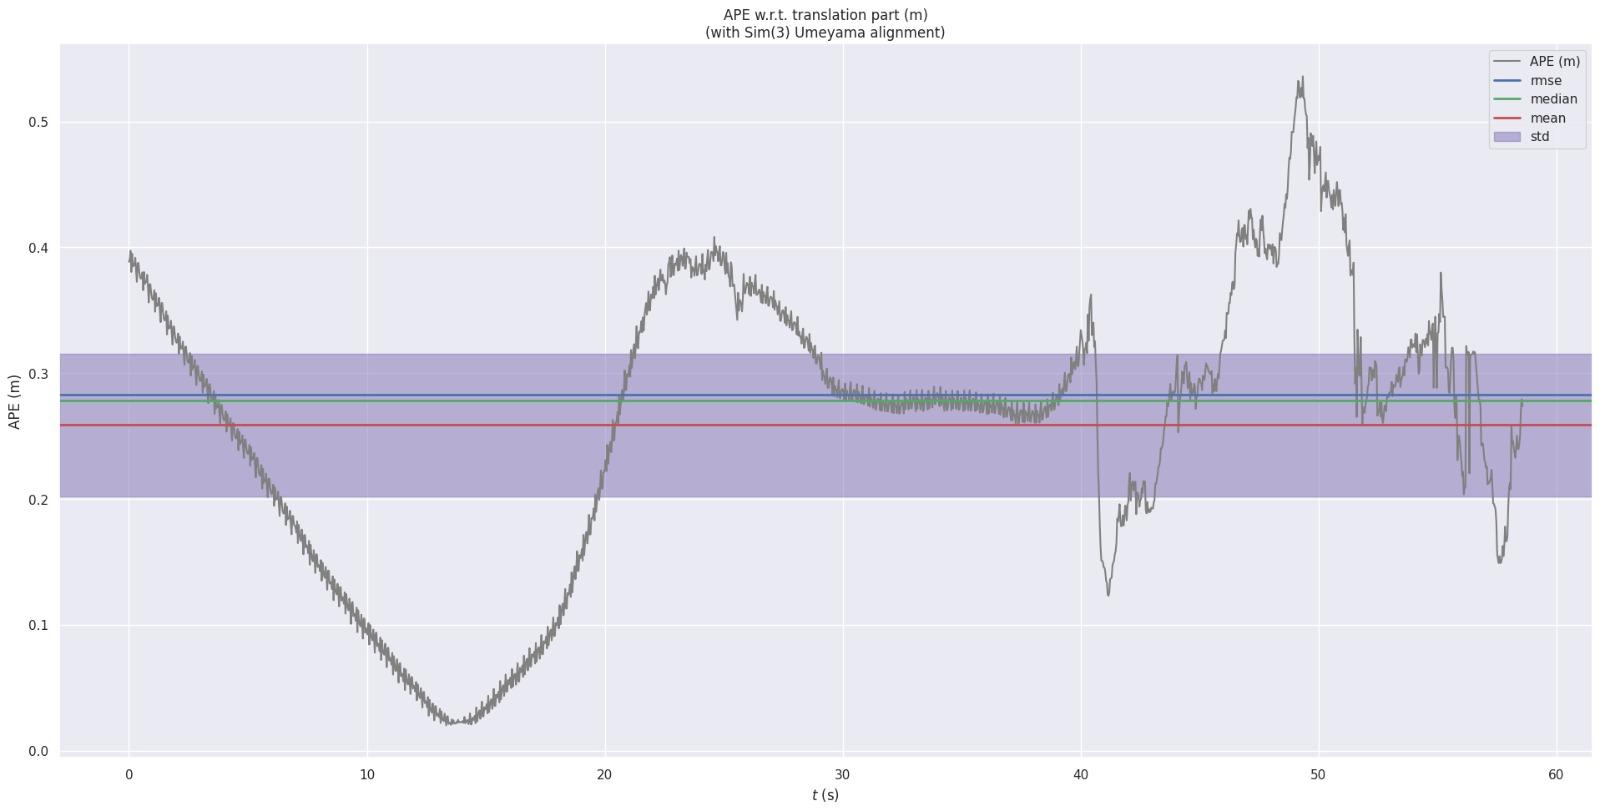 APE w.r.t. translation part (m)
(with Sim(3) Umeyama alignment)
APE (m)
rmse
median
mean
std
APE (m)
0.5
0.4
0.3
0.2
0.1
0.0
0 10 20 30 40 50 60
t (s)